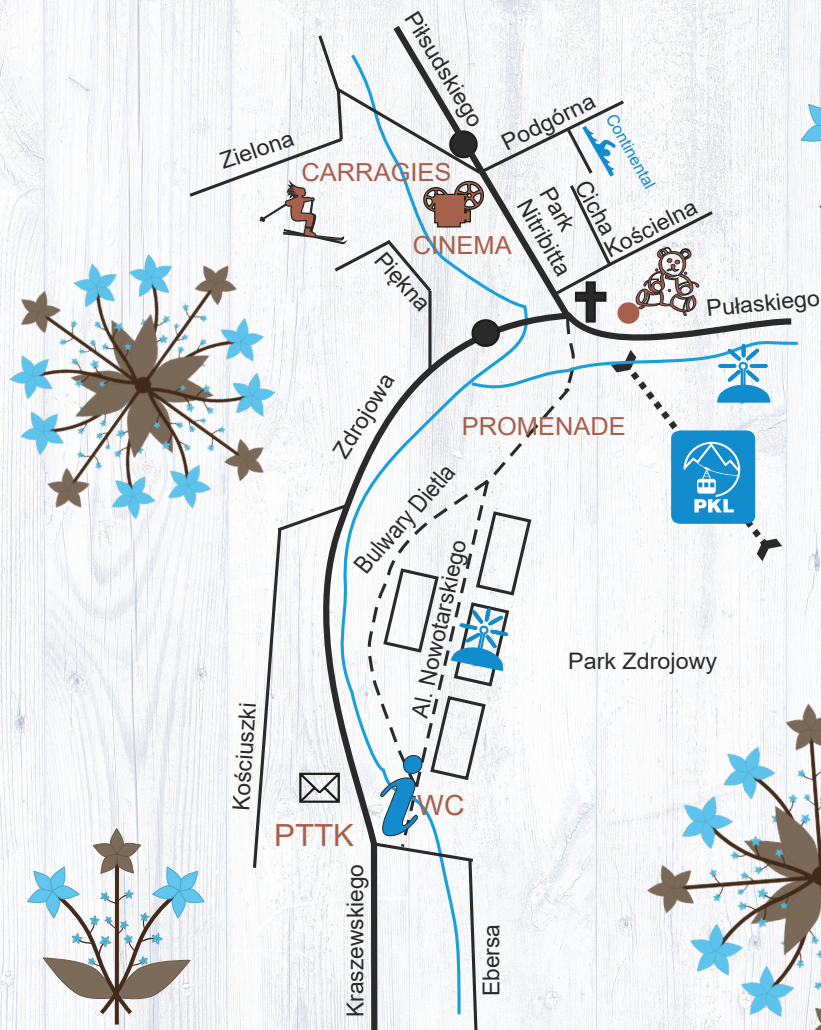 Piłsudskiego
Podgórna
Continental
Zielona
CARRAGIES
Cicha
Park
Nitribitta
Kościelna
CINEMA
Piękna
Pułaskiego
Zdrojowa
PROMENADE
Bulwary Dietla
PKL
Al. Nowotarskiego
Park Zdrojowy
Kościuszki
i
WC
PTTK
Kraszewskiego
Ebersa